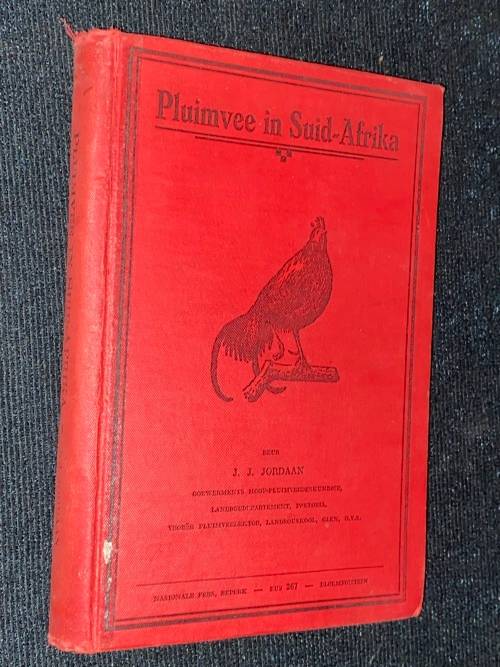 Pluimvee in Suid-Afrika
DEUR
J. J. JORDAAN
GOEWERMENTS HOOF-PLUIMVEEDESKUNDIGE,
LANDBOUDEPARTEMENT, PRETORIA,
VROEËR PLUIMVEELEKTOR, LANDBOUSKOOL, GLEN, O.V.S.
NASIONALE PERS, BEPERK — BUS 267 — BLOEMFONTEIN